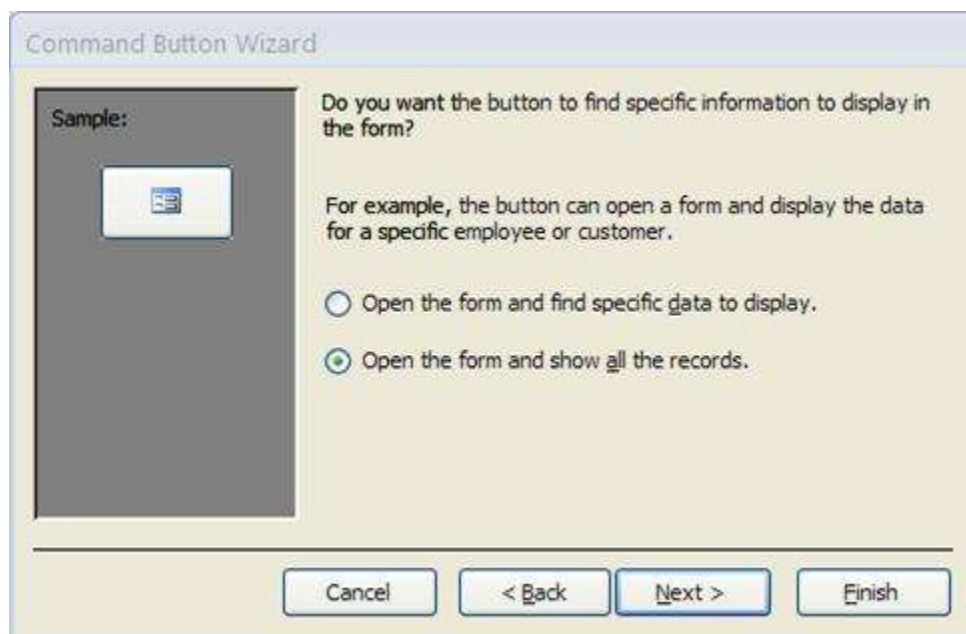 Command Button Wizard
Sample:
Do you want the button to find specific information to display in
the form?
For example, the button can open a form and display the data
for a specific employee or customer.
Open the form and find specific data to display.
Open the form and show all the records.
Cancel
< Back
Next >
Finish